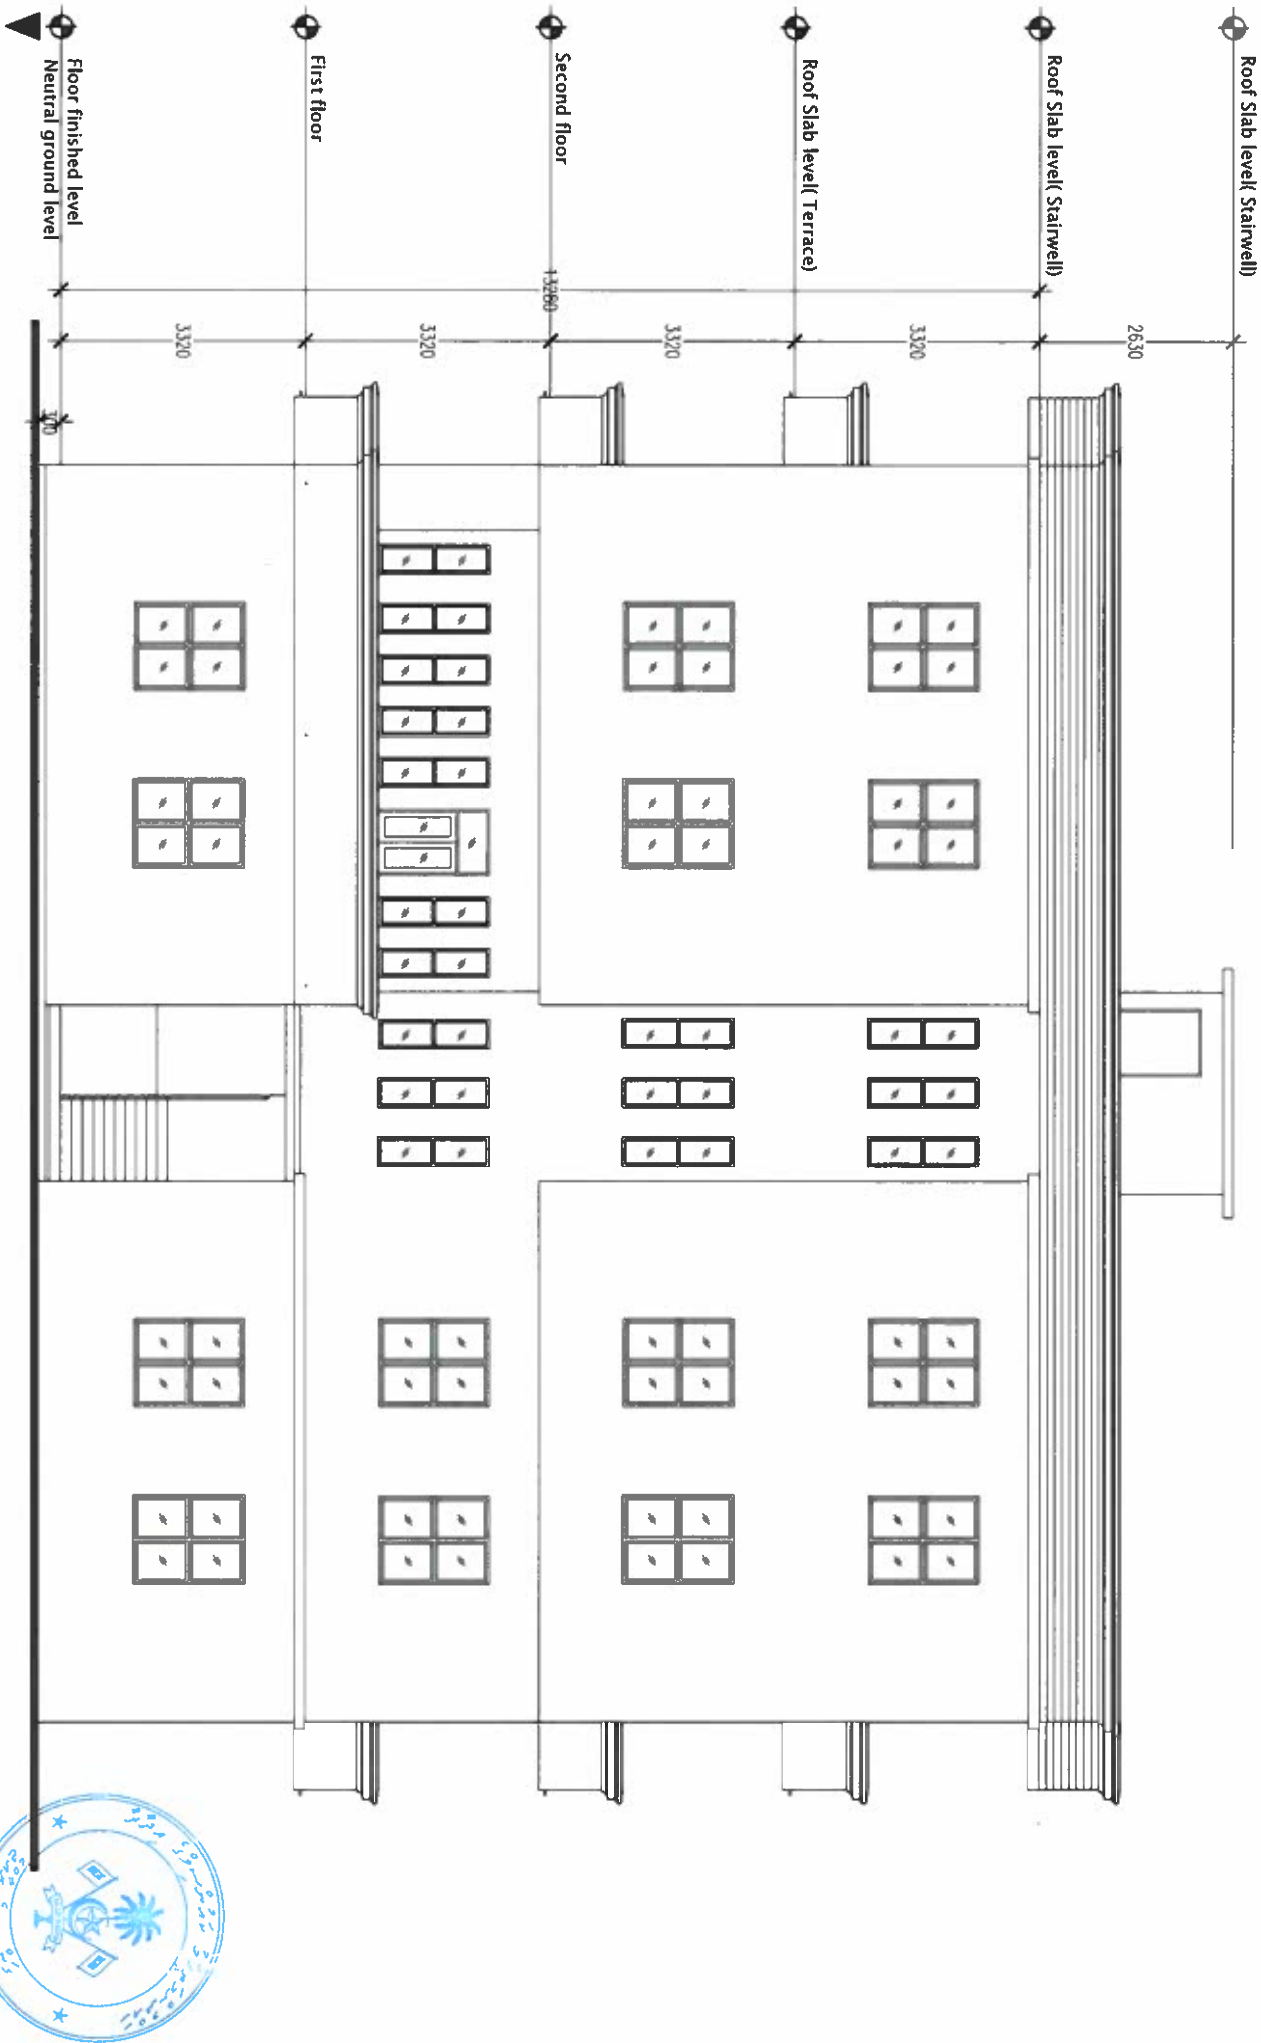 Roof Slab level( Stairwell)
Roof Slab level( Stairwell)
Roof Slab level( Terrace)
Second floor
First floor
Floor finished level
Neutral ground level
2630
3320
3320
3320
3320
13280